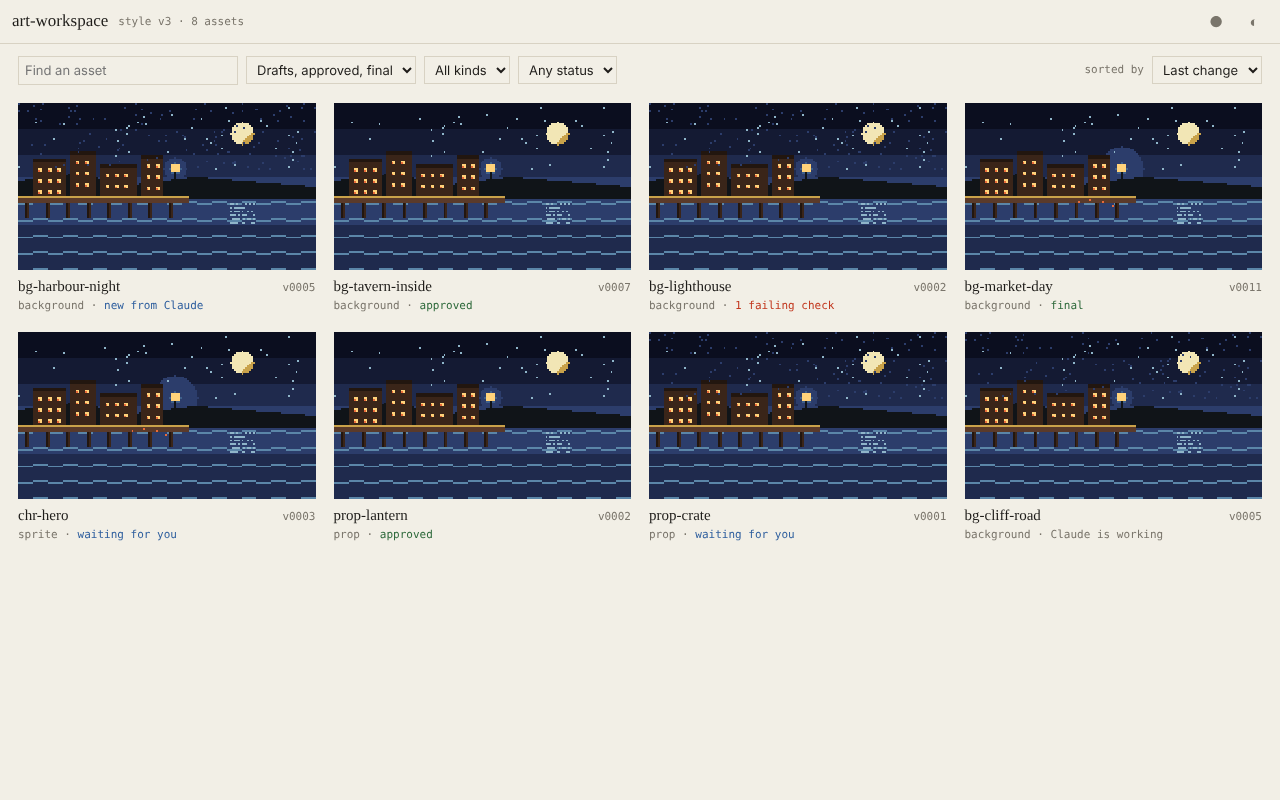 art-workspace style v3 · 8 assets
Find an asset Drafts, approved, final All kinds Any status sorted by Last change
bg-harbour-night v0005
background · new from Claude
bg-tavern-inside v0007
background · approved
bg-lighthouse v0002
background · 1 failing check
bg-market-day v0011
background · final
chr-hero v0003
sprite · waiting for you
prop-lantern v0002
prop · approved
prop-crate v0001
prop · waiting for you
bg-cliff-road v0005
background · Claude is working